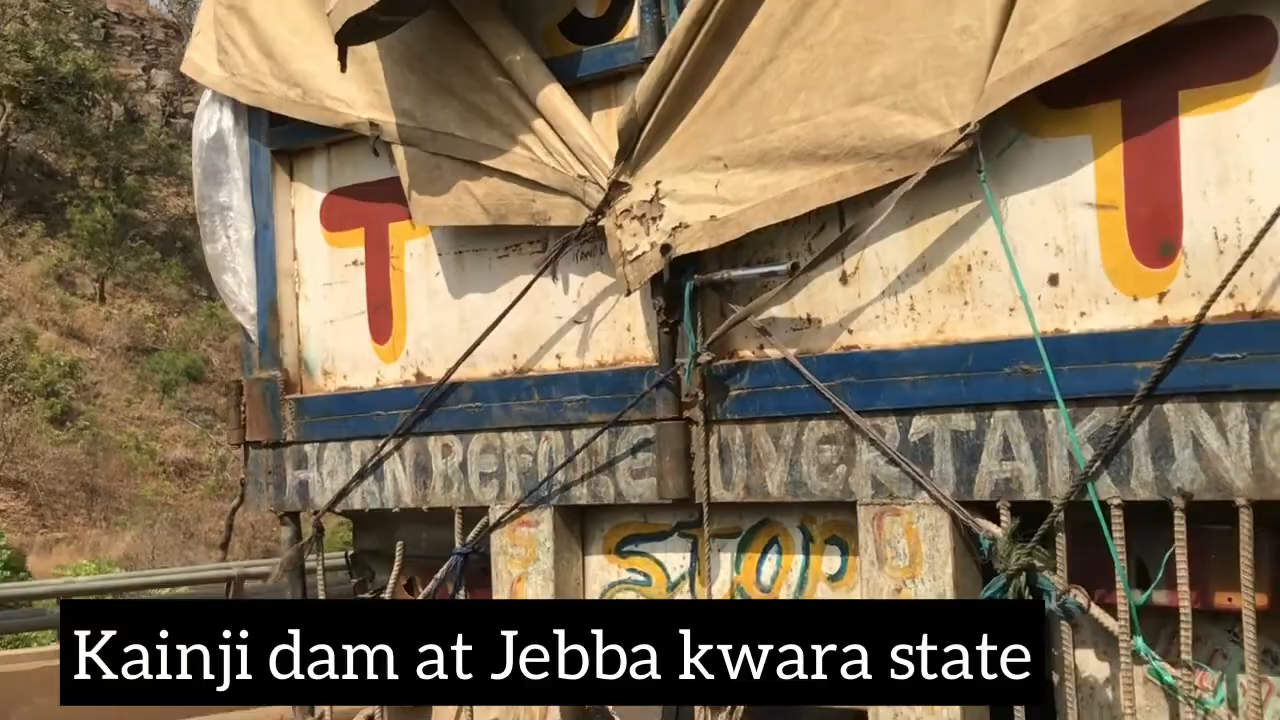 T T
HORN BEFORE OVERTAKING
STOP
Kainji dam at Jebba kwara state